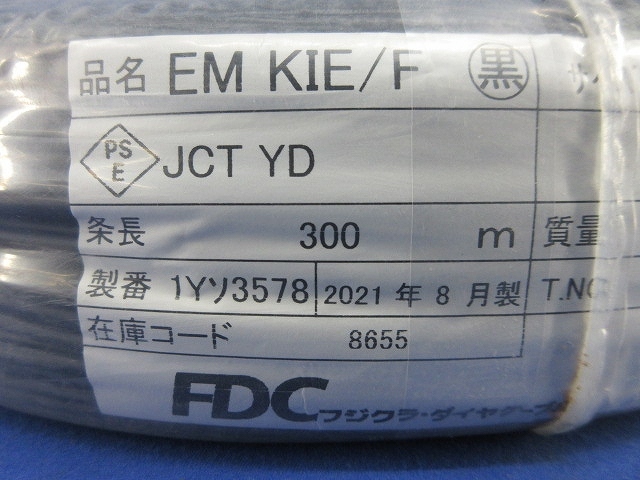 品名 EM KIE/F 黒 サイ
PS E JCT YD
条長 300 m 質量
製番 1Yソ3578 2021 年 8 月製 T.NO
在庫コード 8655
FDC フジクラ・ダイヤケーブル